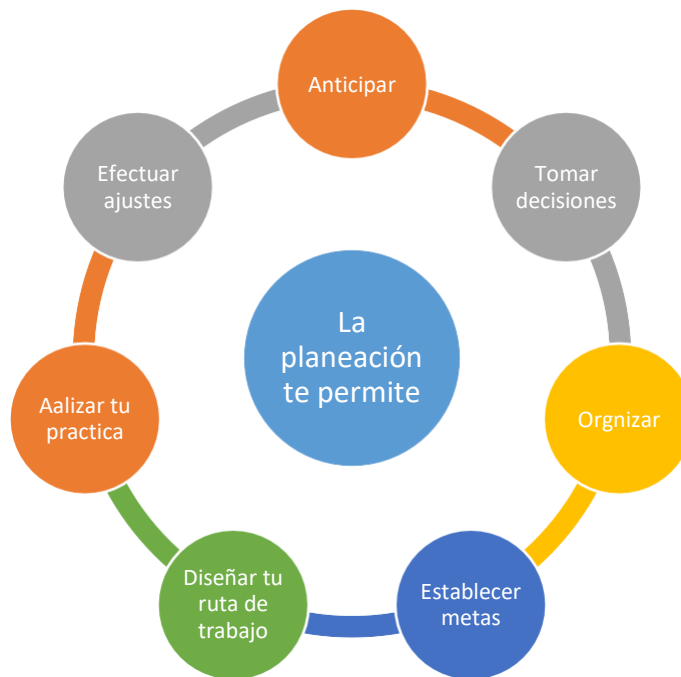 Anticipar
Tomar
decisiones
Orgnizar
Establecer
metas
Diseñar tu
ruta de
trabajo
Aalizar tu
practica
Efectuar
ajustes
La
planeación
te permite